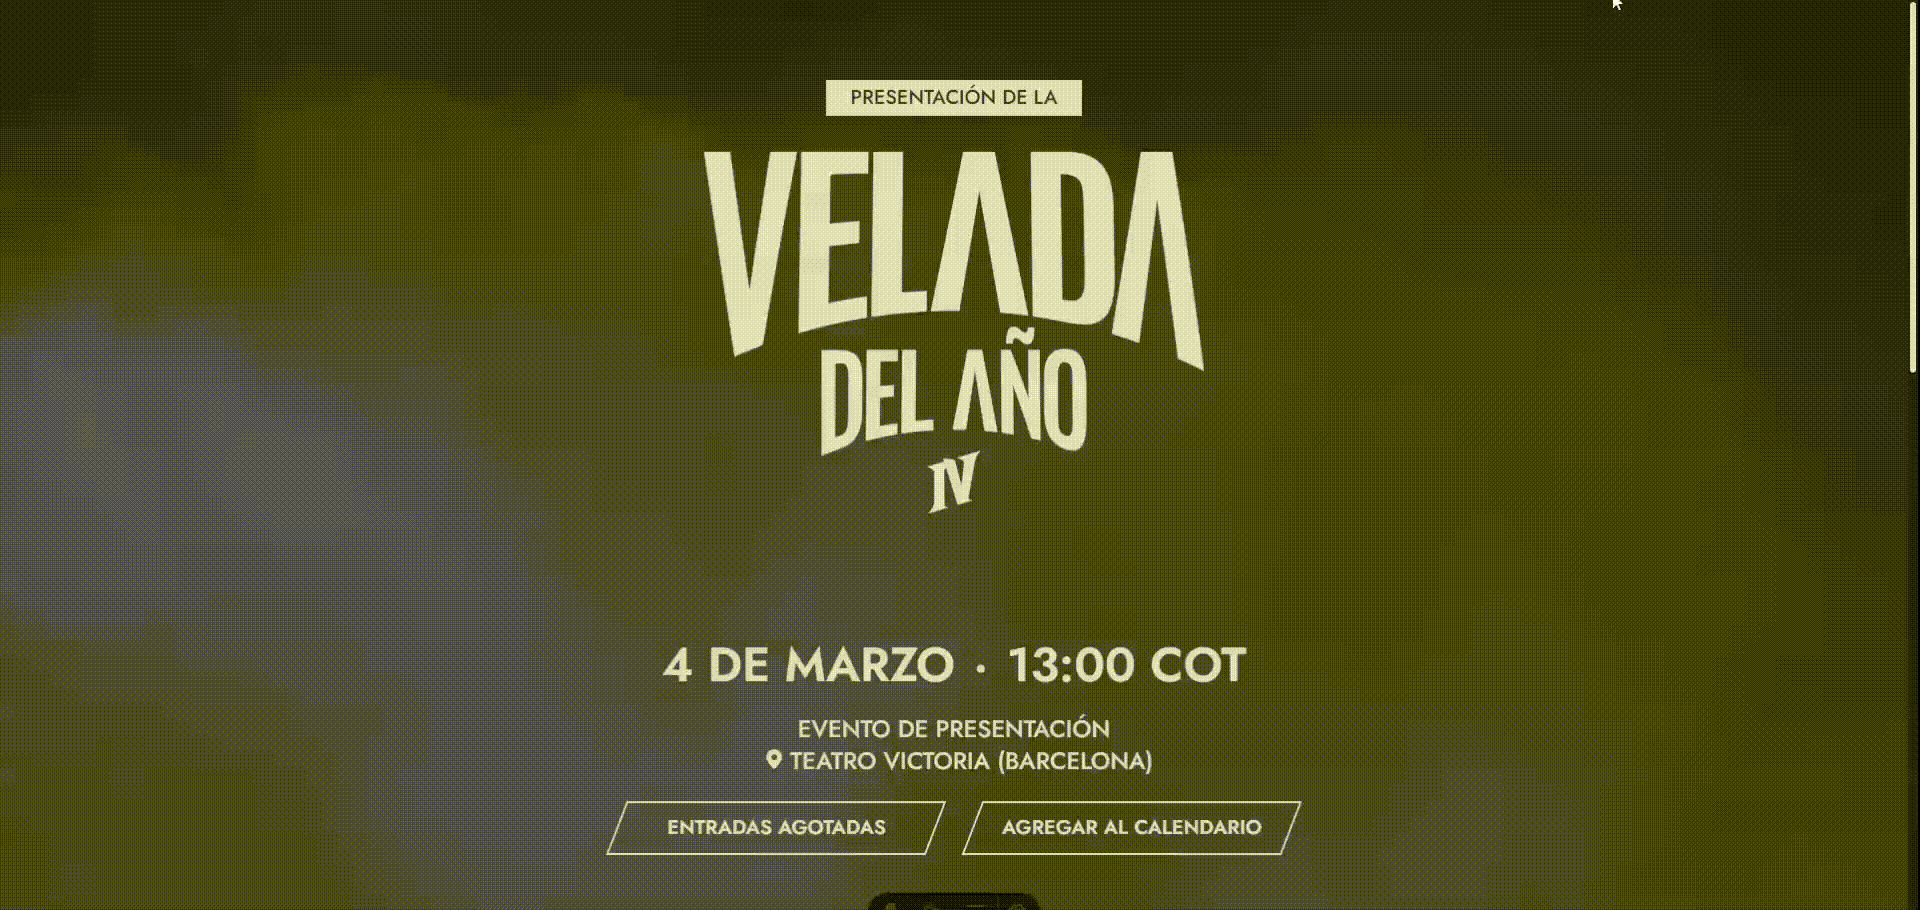 PRESENTACIÓN DE LA
VELADA
DEL AÑO
IV
4 DE MARZO · 13:00 COT
EVENTO DE PRESENTACIÓN
TEATRO VICTORIA (BARCELONA)
ENTRADAS AGOTADAS
AGREGAR AL CALENDARIO